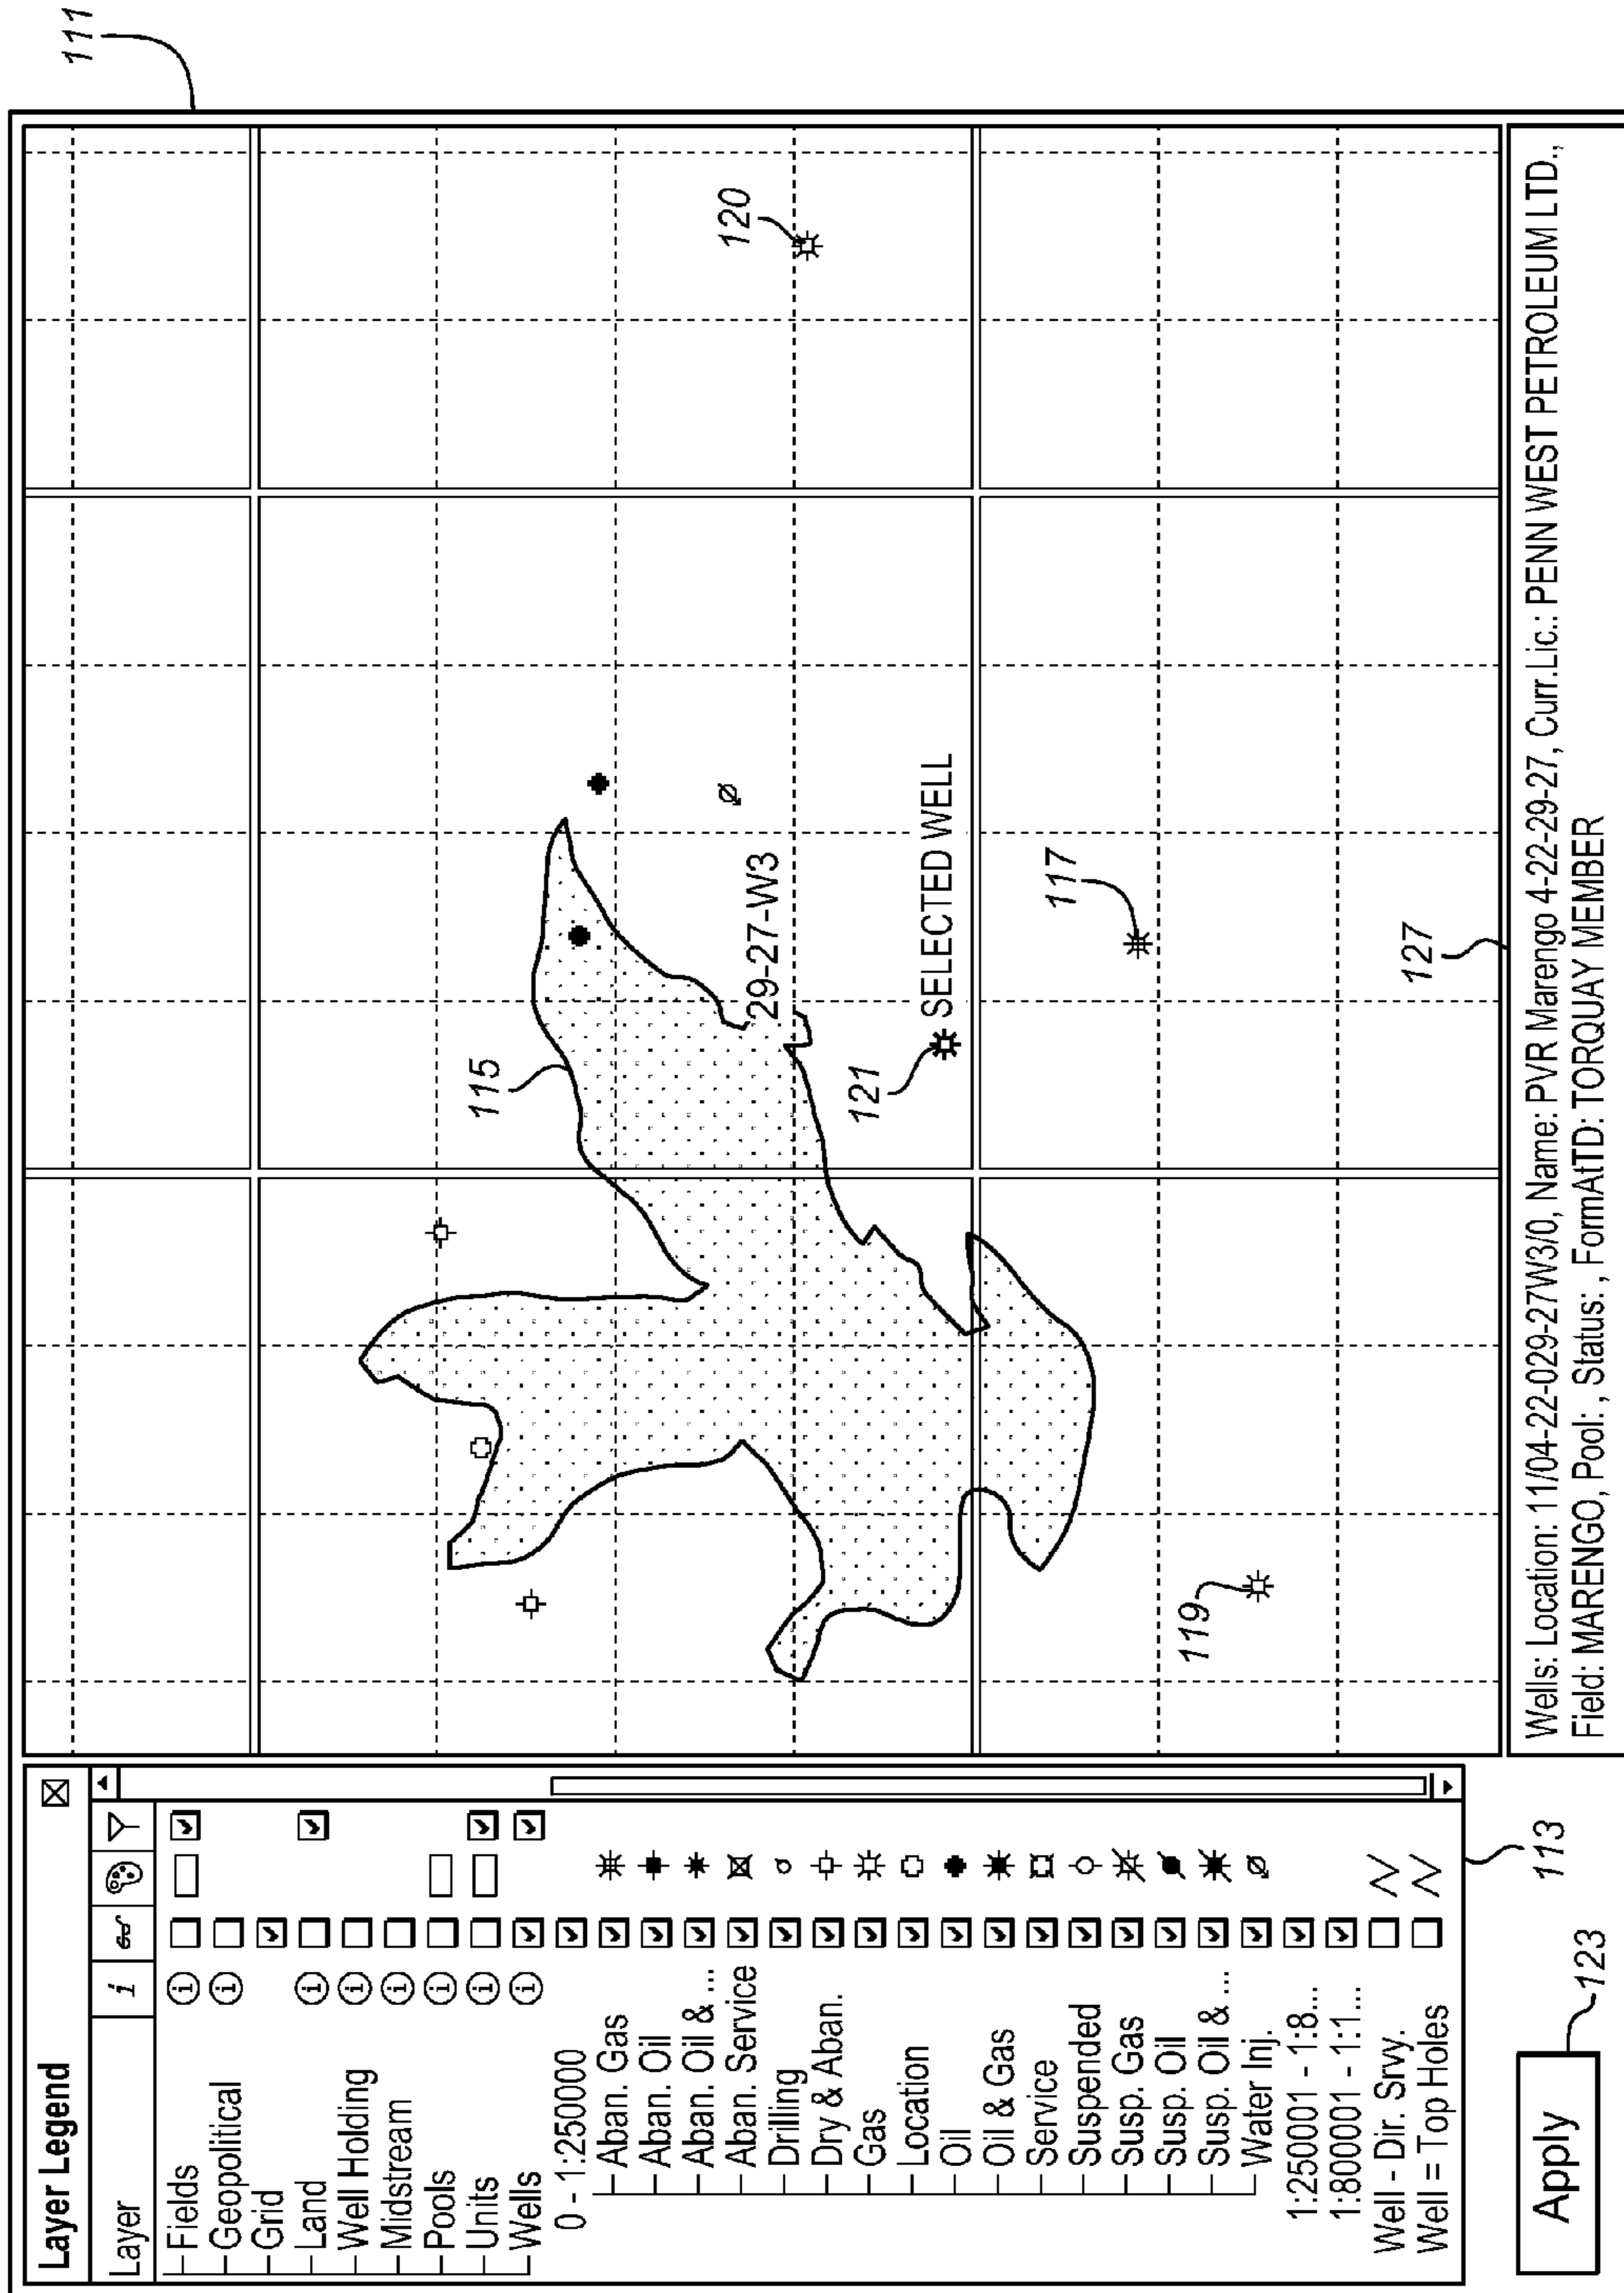 111
Layer Legend
Layer
i
Fields
Geopolitical
Grid
Land
Well Holding
Midstream
Pools
Units
Wells
0 - 1:250000
Aban. Gas
Aban. Oil
Aban. Oil & ...
Aban. Service
Drilling
Dry & Aban.
Gas
Location
Oil
Oil & Gas
Service
Suspended
Susp. Gas
Susp. Oil
Susp. Oil & ...
Water Inj.
1:250001 - 1:8...
1:800001 - 1:1...
Well - Dir. Srvy.
Well = Top Holes
Apply
123
113
115
120
29-27-W3
121
SELECTED WELL
117
119
127
Wells: Location: 11/04-22-029-27W3/0, Name: PVR Marengo 4-22-29-27, Curr.Lic.: PENN WEST PETROLEUM LTD.,
Field: MARENGO, Pool: , Status: , FormAtTD: TORQUAY MEMBER